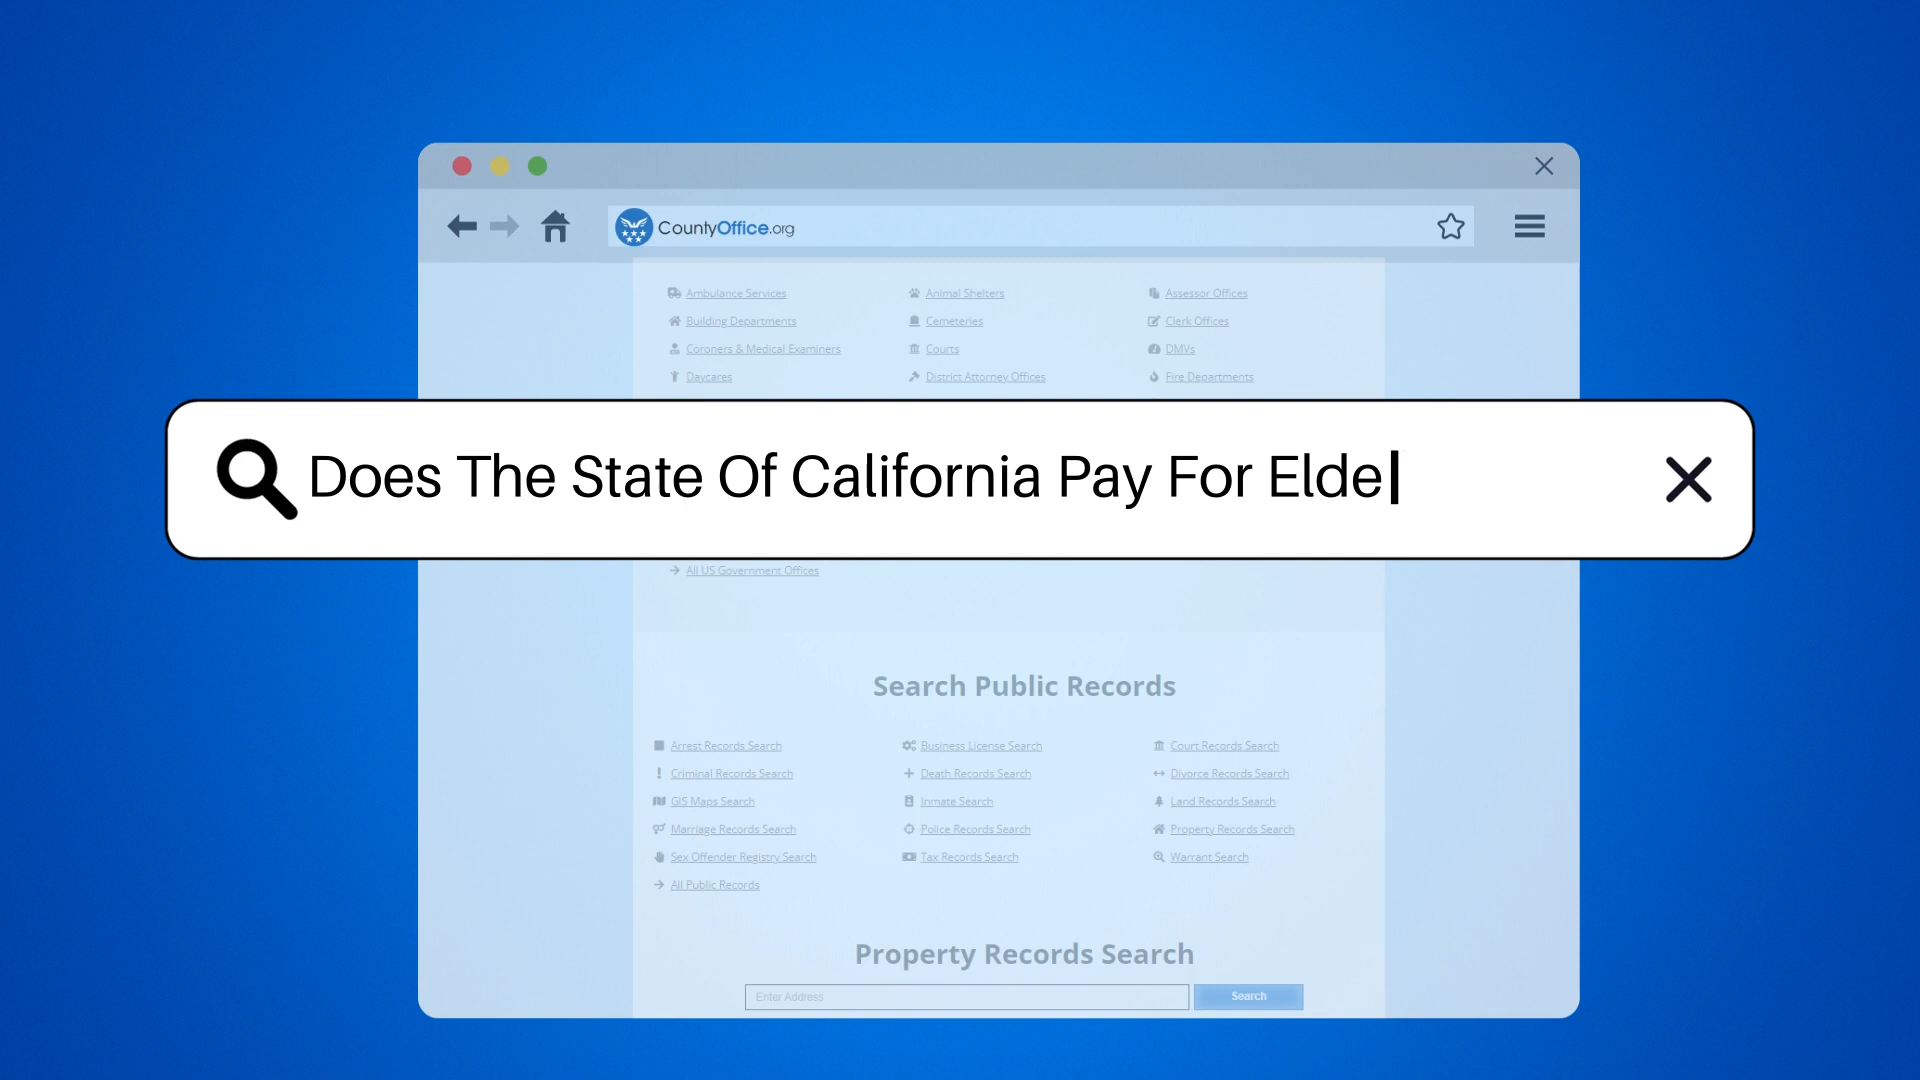 CountyOffice.org
Ambulance Services Animal Shelters Assessor Offices
Building Departments Cemeteries Clerk Offices
Coroners & Medical Examiners Courts DMVs
Daycares District Attorney Offices Fire Departments
Does The State Of California Pay For Elde
All US Government Offices
Search Public Records
Arrest Records Search Business License Search Court Records Search
Criminal Records Search Death Records Search Divorce Records Search
GIS Maps Search Inmate Search Land Records Search
Marriage Records Search Police Records Search Property Records Search
Sex Offender Registry Search Tax Records Search Warrant Search
All Public Records
Property Records Search
Enter Address Search